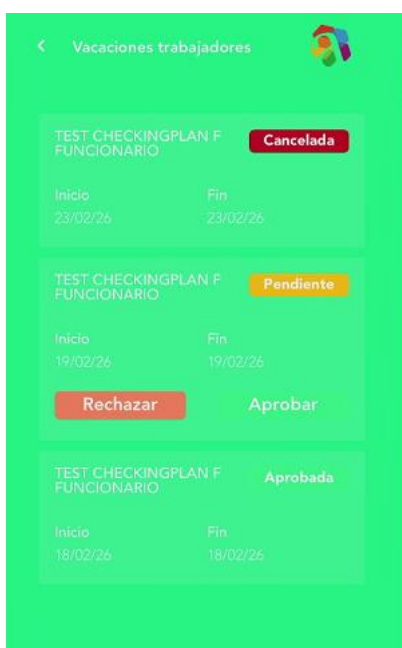 Vacaciones trabajadores
TEST CHECKINGPLAN F
FUNCIONARIO
Cancelada
Inicio
Fin
23/02/26
23/02/26
TEST CHECKINGPLAN F
FUNCIONARIO
Pendiente
Inicio
Fin
19/02/26
19/02/26
Rechazar
Aprobar
TEST CHECKINGPLAN F
FUNCIONARIO
Aprobada
Inicio
Fin
18/02/26
18/02/26